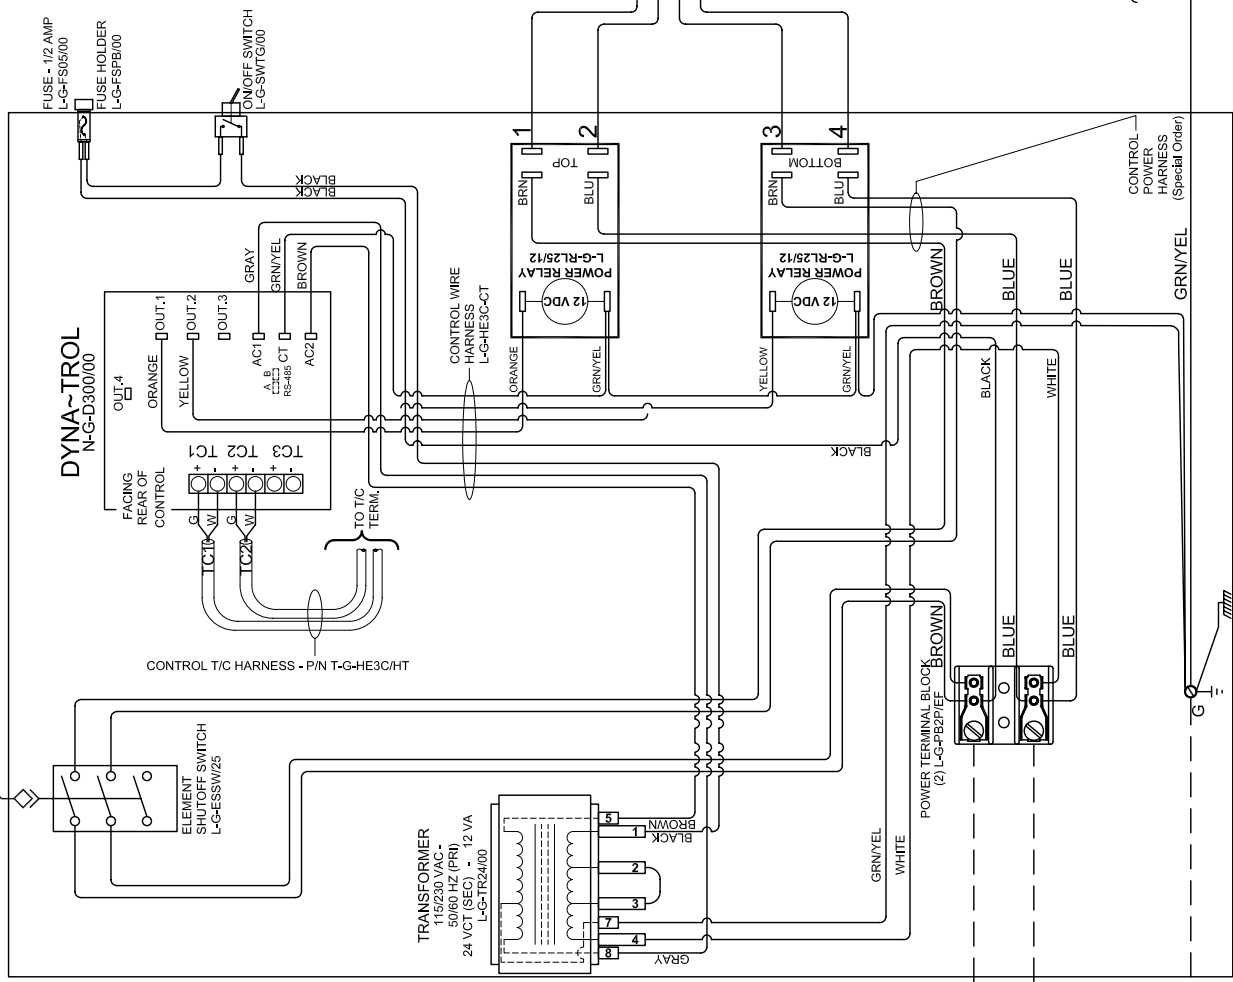 FUSE - 1/2 AMP
L-G-FS05/00
FUSE HOLDER
L-G-FSPB/00
ON/OFF SWITCH
L-G-SWTG/00
BLACK
BLACK
DYNA~TROL
N-G-D300/00
OUT.4
ORANGE
OUT.1
YELLOW
OUT.2
OUT.3
GRAY
GRN/YEL
BROWN
AC1
CT
AC2
A B
RS-485
FACING
REAR OF
CONTROL
TC1
TC2
TC3
+
-
+
-
+
-
G
W
G
W
TC1
TC2
TO T/C
TERM.
CONTROL T/C HARNESS - P/N T-G-HE3C/HT
CONTROL WIRE
HARNESS
L-G-HE3C-CT
1
2
TOP
BRN
BLU
POWER RELAY
L-G-RL25/12
12 VDC
ORANGE
GRN/YEL
3
4
BOTTOM
BRN
BLU
POWER RELAY
L-G-RL25/12
12 VDC
YELLOW
GRN/YEL
CONTROL
POWER
HARNESS
(Special Order)
GRN/YEL
BROWN
BLUE
BLUE
BLACK
WHITE
BLACK
BROWN
BLUE
BLUE
POWER TERMINAL BLOCK
(2) L-G-PB2P/EF
G
ELEMENT
SHUTOFF SWITCH
L-G-ESSW/25
TRANSFORMER
115/230 VAC -
50/60 HZ (PRI)
24 VCT (SEC) - 12 VA
L-G-TR24/00
5
1
2
3
7
4
8
BROWN
BLACK
GRAY
GRN/YEL
WHITE